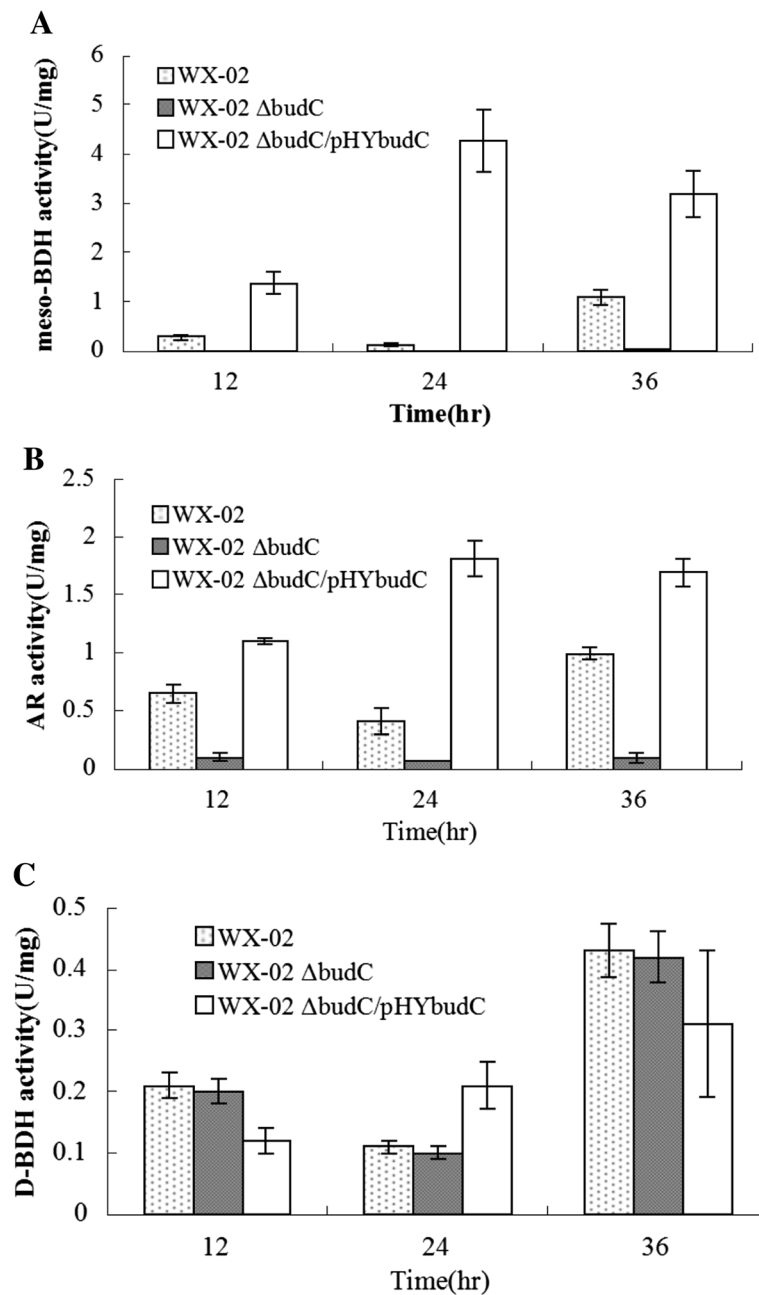 A
meso-BDH activity(U/mg)
6
5
4
3
2
1
0
WX-02
WX-02 ΔbudC
WX-02 ΔbudC/pHYbudC
12 24 36
Time(hr)
B
AR activity(U/mg)
2.5
2
1.5
1
0.5
0
WX-02
WX-02 ΔbudC
WX-02 ΔbudC/pHYbudC
12 24 36
Time(hr)
C
D-BDH activity(U/mg)
0.5
0.4
0.3
0.2
0.1
0
WX-02
WX-02 ΔbudC
WX-02 ΔbudC/pHYbudC
12 24 36
Time(hr)